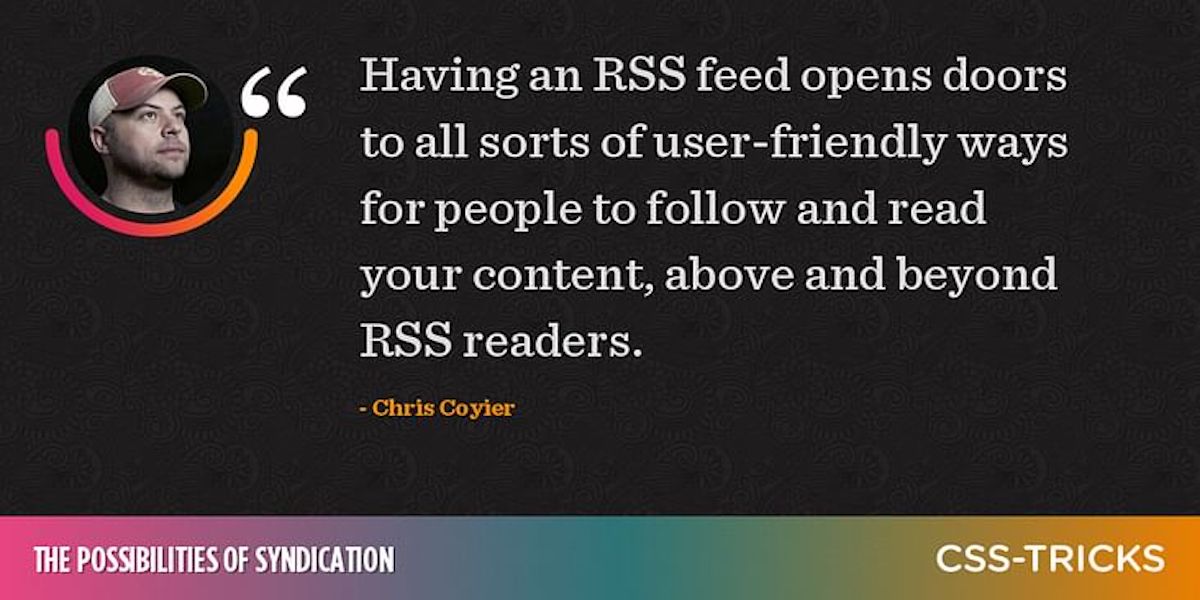 Having an RSS feed opens doors
to all sorts of user-friendly ways
for people to follow and read
your content, above and beyond
RSS readers.
- Chris Coyier
THE POSSIBILITIES OF SYNDICATION
CSS-TRICKS